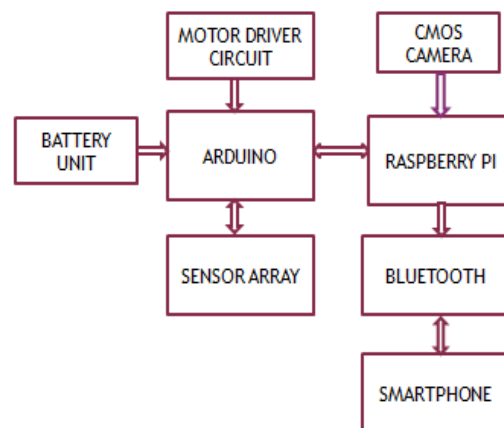 MOTOR DRIVER
CIRCUIT
CMOS
CAMERA
BATTERY
UNIT
ARDUINO
RASPBERRY PI
SENSOR ARRAY
BLUETOOTH
SMARTPHONE